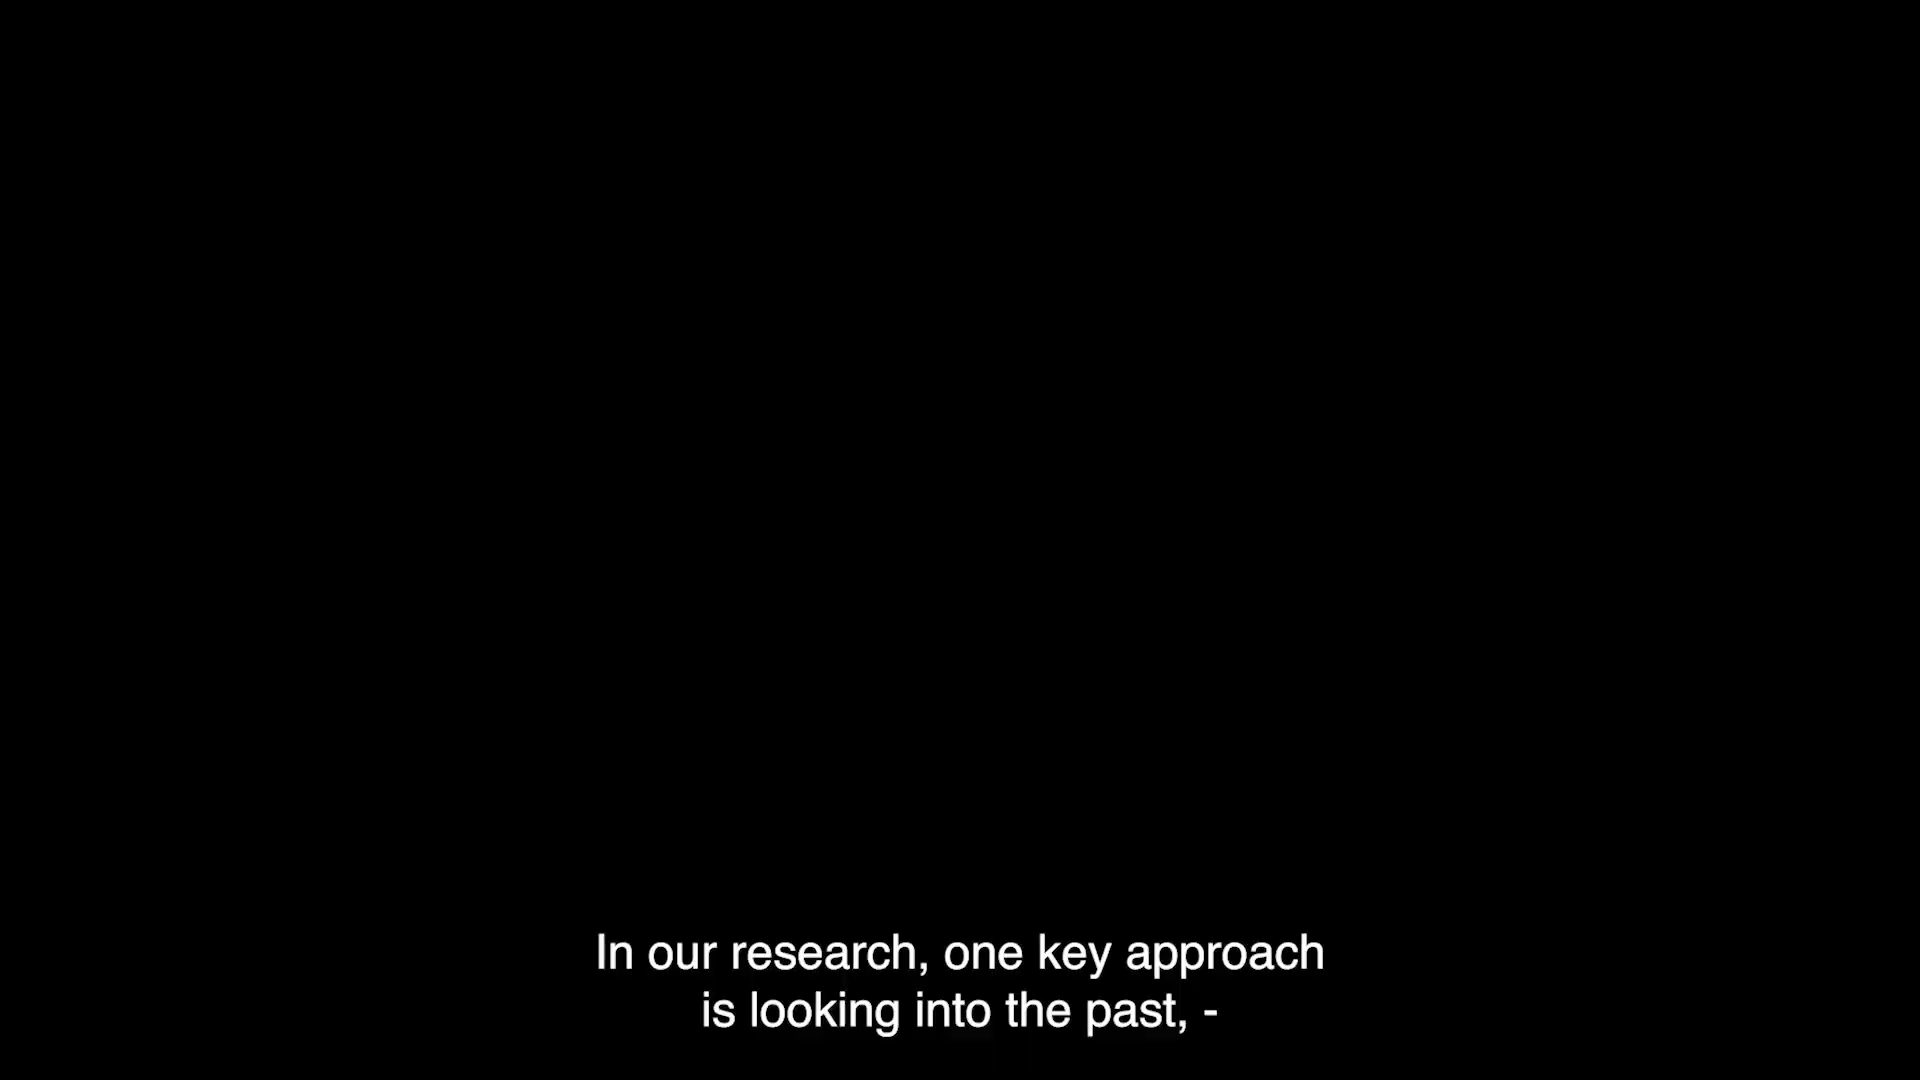 In our research, one key approach
is looking into the past, -